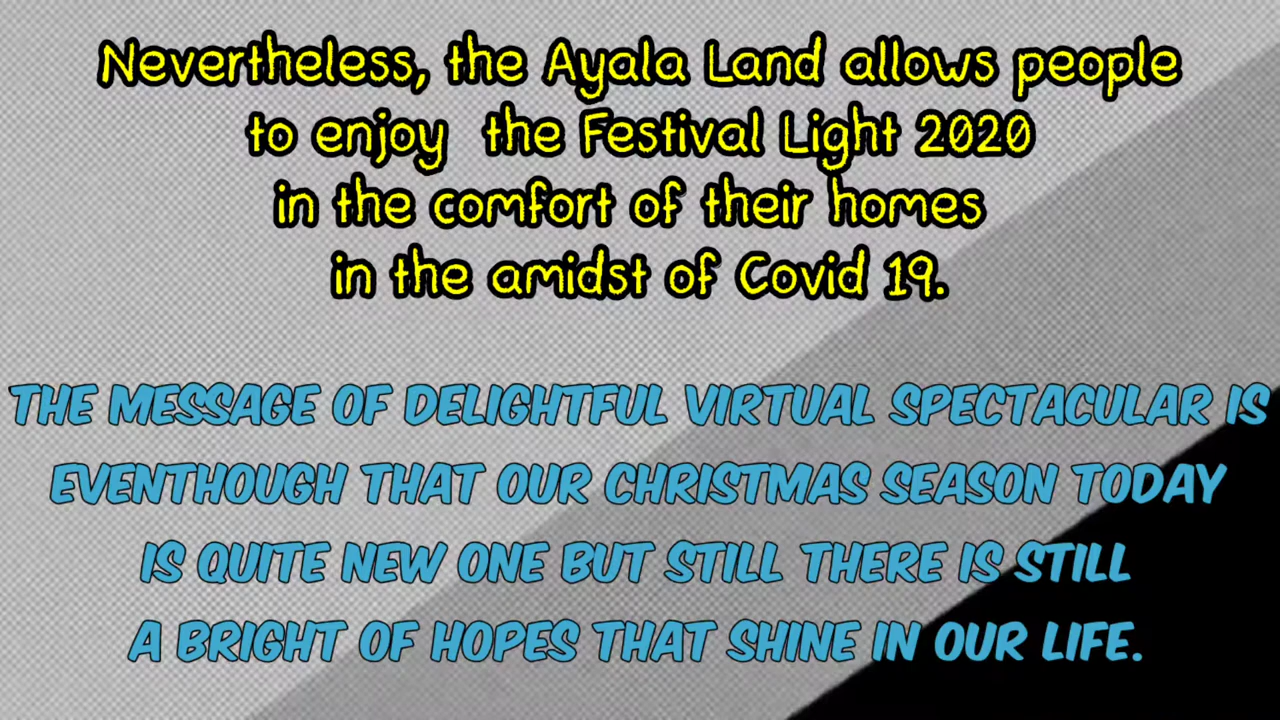 Nevertheless, the Ayala Land allows people
to enjoy the Festival Light 2020
in the comfort of their homes
in the amidst of Covid 19.
THE MESSAGE OF DELIGHTFUL VIRTUAL SPECTACULAR IS
EVENTHOUGH THAT OUR CHRISTMAS SEASON TODAY
IS QUITE NEW ONE BUT STILL THERE IS STILL
A BRIGHT OF HOPES THAT SHINE IN OUR LIFE.